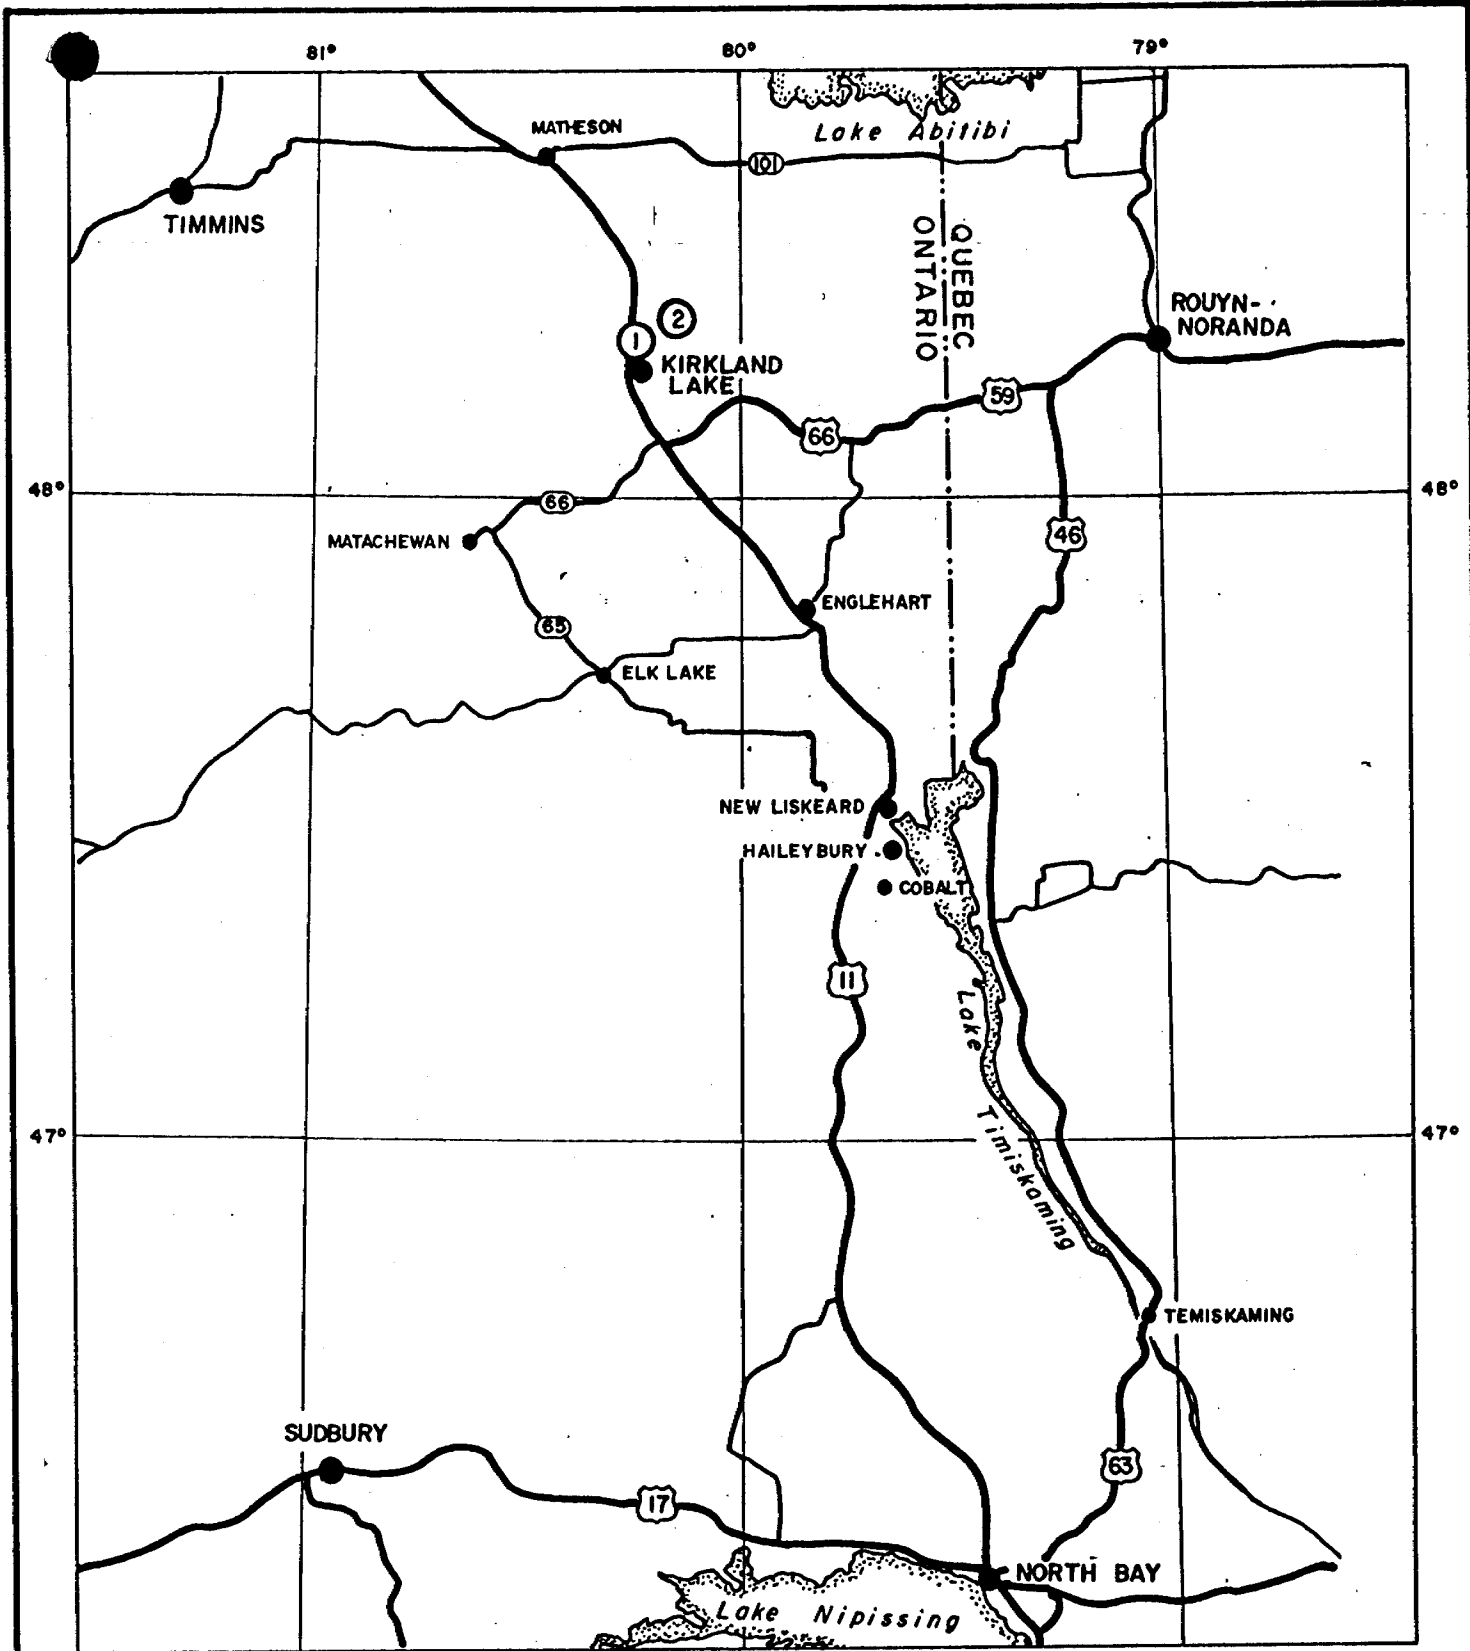 81° 80° 79°
MATHESON
Lake Abitibi
101
TIMMINS
QUEBEC
ONTARIO
ROUYN-
NORANDA
2
1
KIRKLAND
LAKE
59
66
48° 48°
66
46
MATACHEWAN
ENGLEHART
65
ELK LAKE
NEW LISKEARD
HAILEYBURY
COBALT
11
Lake Timiskaming
47° 47°
TEMISKAMING
SUDBURY
63
17
NORTH BAY
Lake Nipissing